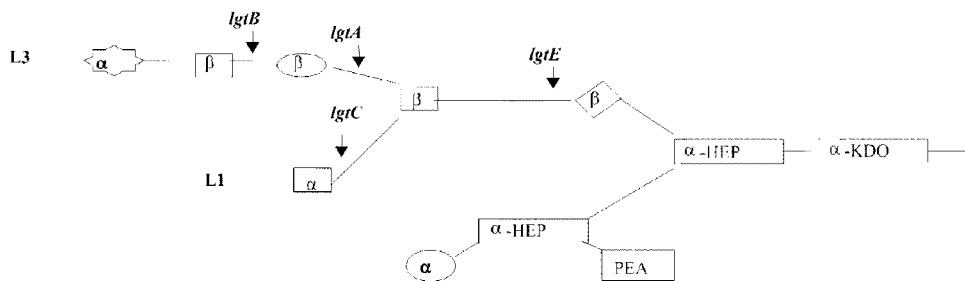 lgtB
lgtA
L3 α β β
lgtE
β β
lgtC
α-HEP α-KDO
L1 α
α-HEP
α PEA